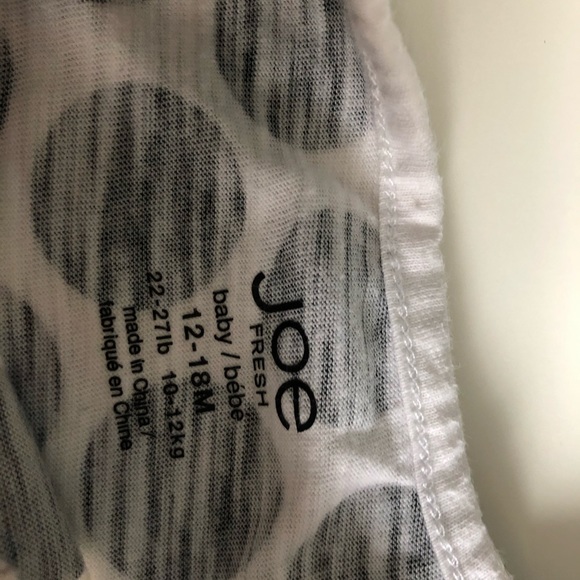 Joe
FRESH
baby / bébé
12-18M
22-27lb 10-12kg
made in China /
fabriqué en Chine